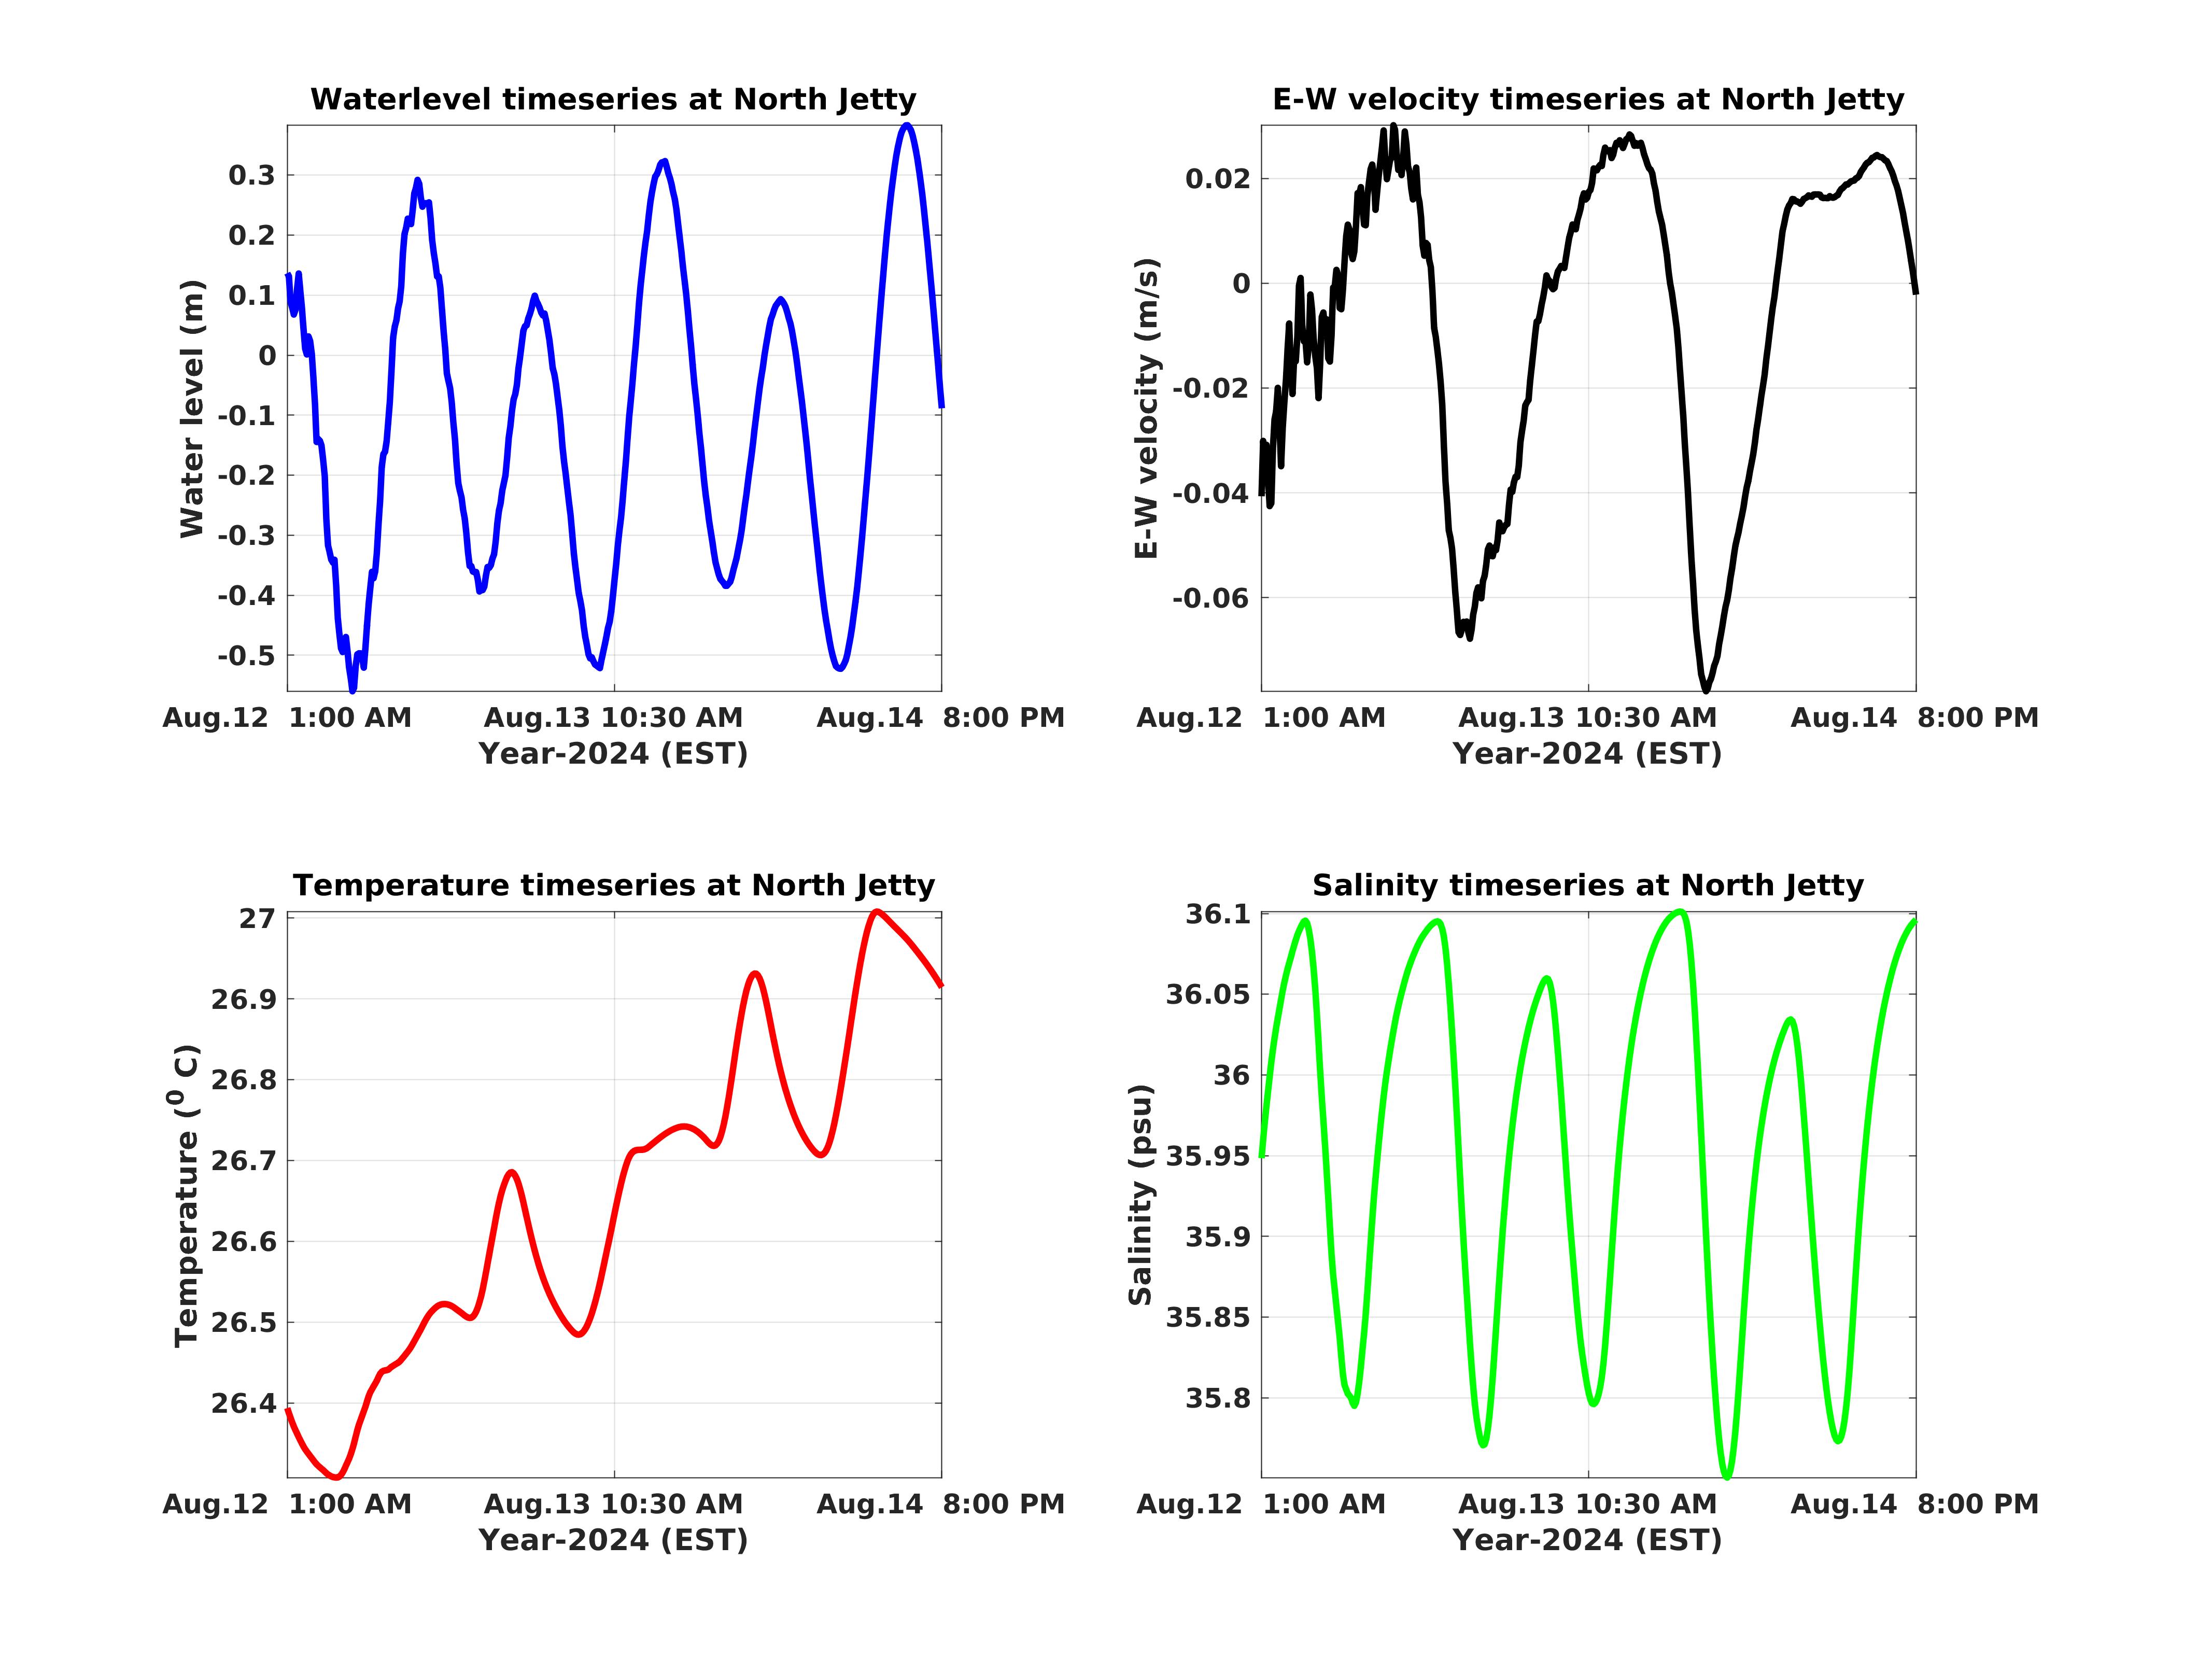 Waterlevel timeseries at North Jetty
0.3
0.2
0.1
0
-0.1
-0.2
-0.3
-0.4
-0.5
Water level (m)
Aug.12 1:00 AM Aug.13 10:30 AM Aug.14 8:00 PM
Year-2024 (EST)
E-W velocity timeseries at North Jetty
0.02
0
-0.02
-0.04
-0.06
E-W velocity (m/s)
Aug.12 1:00 AM Aug.13 10:30 AM Aug.14 8:00 PM
Year-2024 (EST)
Temperature timeseries at North Jetty
27
26.9
26.8
26.7
26.6
26.5
26.4
Temperature (⁰ C)
Aug.12 1:00 AM Aug.13 10:30 AM Aug.14 8:00 PM
Year-2024 (EST)
Salinity timeseries at North Jetty
36.1
36.05
36
35.95
35.9
35.85
35.8
Salinity (psu)
Aug.12 1:00 AM Aug.13 10:30 AM Aug.14 8:00 PM
Year-2024 (EST)